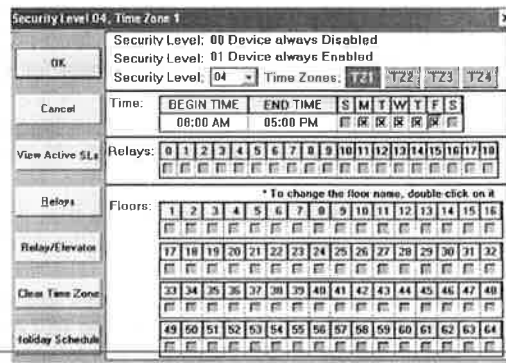 Security Level 04, Time Zone 1
Security Level: 00 Device always Disabled
Security Level: 01 Device always Enabled
Security Level: 04 Time Zones: TZ1 TZ2 TZ3 TZ4
OK
Cancel
View Active SLs
Relays
Relay/Elevator
Clear Time Zone
Holiday Schedule
Time: BEGIN TIME END TIME S M T W T F S
08:00 AM 05:00 PM
Relays: 0 1 2 3 4 5 6 7 8 9 10 11 12 13 14 15 16 17 18
* To change the floor name, double-click on it
Floors: 1 2 3 4 5 6 7 8 9 10 11 12 13 14 15 16
17 18 19 20 21 22 23 24 25 26 27 28 29 30 31 32
33 34 35 36 37 38 39 40 41 42 43 44 45 46 47 48
49 50 51 52 53 54 55 56 57 58 59 60 61 62 63 64